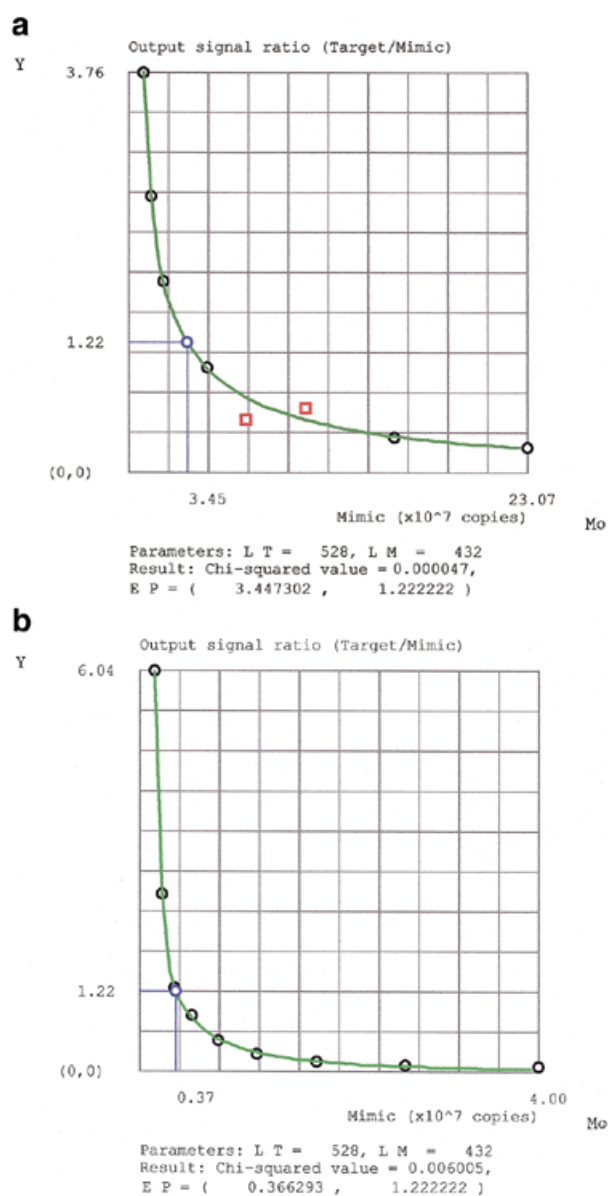 a
Output signal ratio (Target/Mimic)
Y
3.76
1.22
(0,0)
3.45 23.07
Mimic (x10^7 copies) Mo
Parameters: L T = 528, L M = 432
Result: Chi-squared value = 0.000047,
E P = ( 3.447302 , 1.222222 )
b
Output signal ratio (Target/Mimic)
Y
6.04
1.22
(0,0)
0.37 4.00
Mimic (x10^7 copies) Mo
Parameters: L T = 528, L M = 432
Result: Chi-squared value = 0.006005,
E P = ( 0.366293 , 1.222222 )